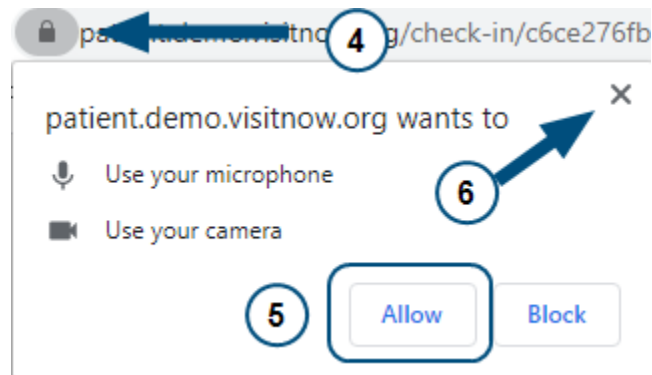 4 /check-in/c6ce276fb
patient.demo.visitnow.org wants to
Use your microphone
6
Use your camera
5 Allow Block